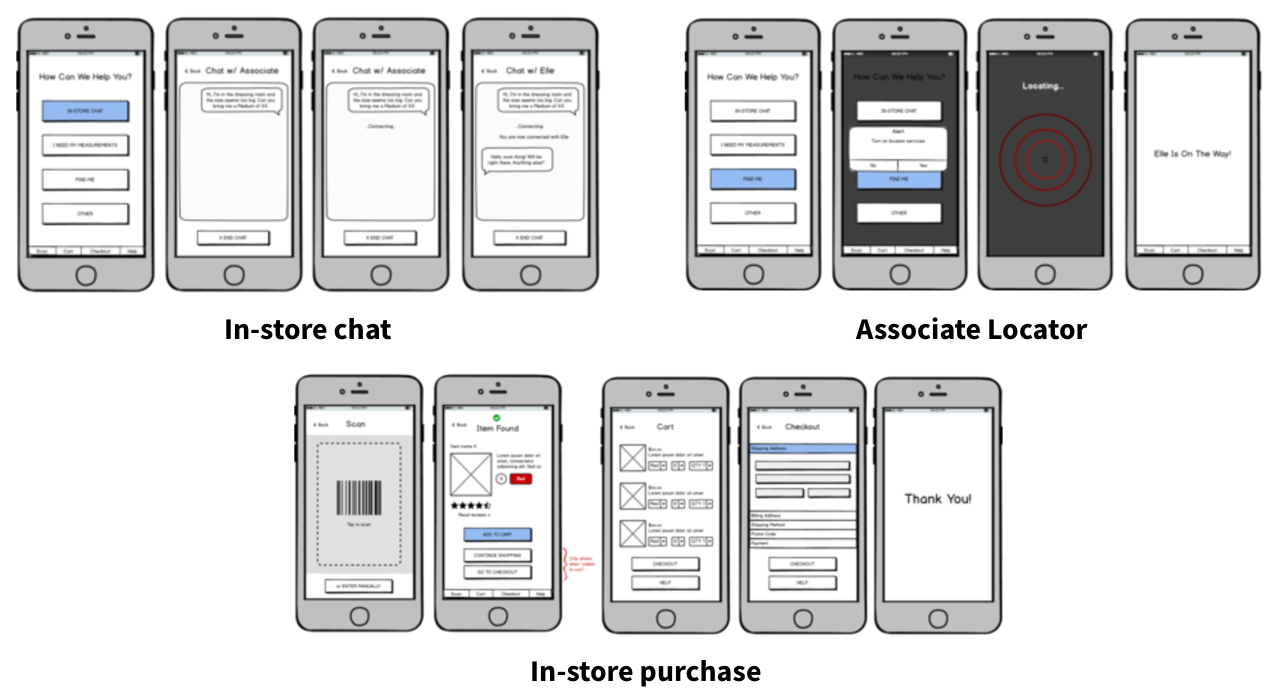 How Can We Help You?
IN-STORE CHAT
I NEED MY MEASUREMENTS
FIND ME
OTHER
Scan Cart Checkout Help
< Back Chat w/ Associate
Hi, I'm in the dressing room and
the size seems too big. Can you
bring me a Medium of XX
X END CHAT
< Back Chat w/ Associate
Hi, I'm in the dressing room and
the size seems too big. Can you
bring me a Medium of XX
..Connecting..
X END CHAT
< Back Chat w/ Elle
Hi, I'm in the dressing room and
the size seems too big. Can you
bring me a Medium of XX
..Connecting..
You are now connected with Elle
Hello, sure thing! Will be
right there. Anything else?
X END CHAT
In-store chat
How Can We Help You?
IN-STORE CHAT
I NEED MY MEASUREMENTS
FIND ME
OTHER
Scan Cart Checkout Help
How Can We Help You?
IN-STORE CHAT
Alert
Turn on location services
No Yes
FIND ME
OTHER
Scan Cart Checkout Help
Locating...
Elle Is On The Way!
Scan Cart Checkout Help
Associate Locator
< Back Scan
Tap to scan
or ENTER MANUALLY
< Back
Item Found
Item name X
Lorem ipsum dolor sit
amet, consectetur
adipiscing elit. Sed ac
S Red
Read reviews >
ADD TO CART
CONTINUE SHOPPING
GO TO CHECKOUT
Scan Cart Checkout Help
Only shows
when "added
to cart"
< Back Cart
Lorem ipsum dolor sit amet
Red S QTY 1
Lorem ipsum dolor sit amet
Red S QTY 1
Lorem ipsum dolor sit amet
Red S QTY 1
CHECKOUT
HELP
< Back Checkout
Shipping Address
Billing Address
Shipping Method
Promo Code
Payment
CHECKOUT
HELP
Thank You!
In-store purchase